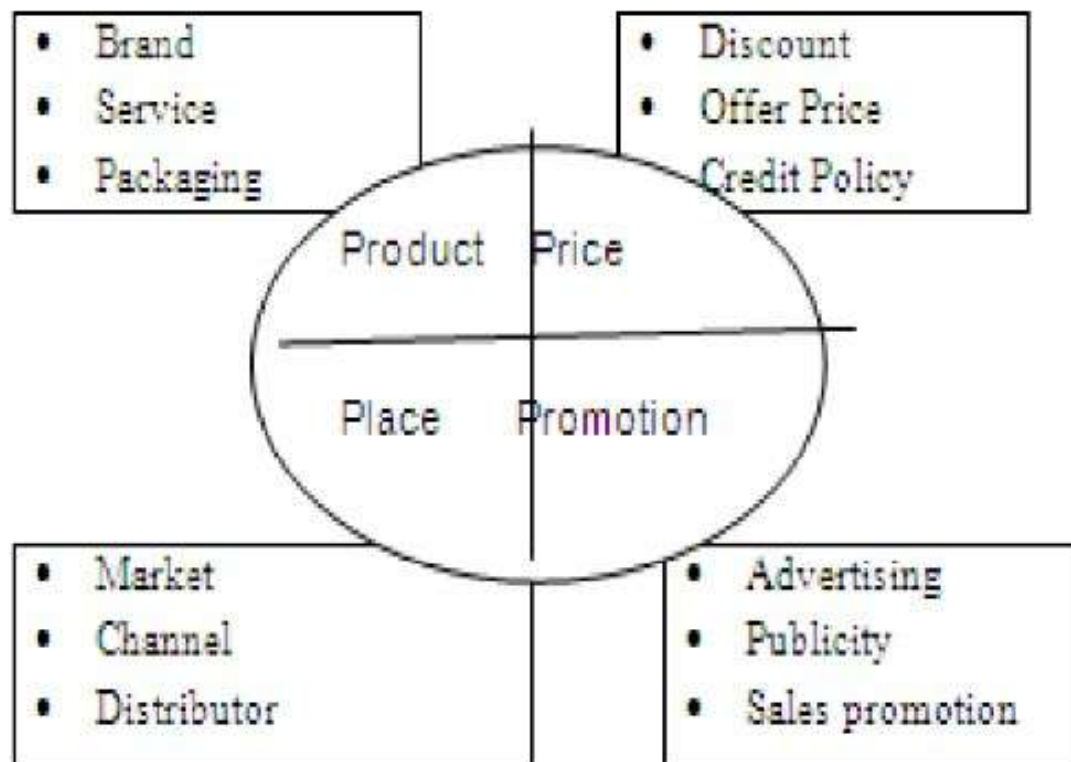 • Brand
• Service
• Packaging
• Discount
• Offer Price
Credit Policy
Product Price
Place Promotion
• Market
• Channel
• Distributor
• Advertising
• Publicity
• Sales promotion